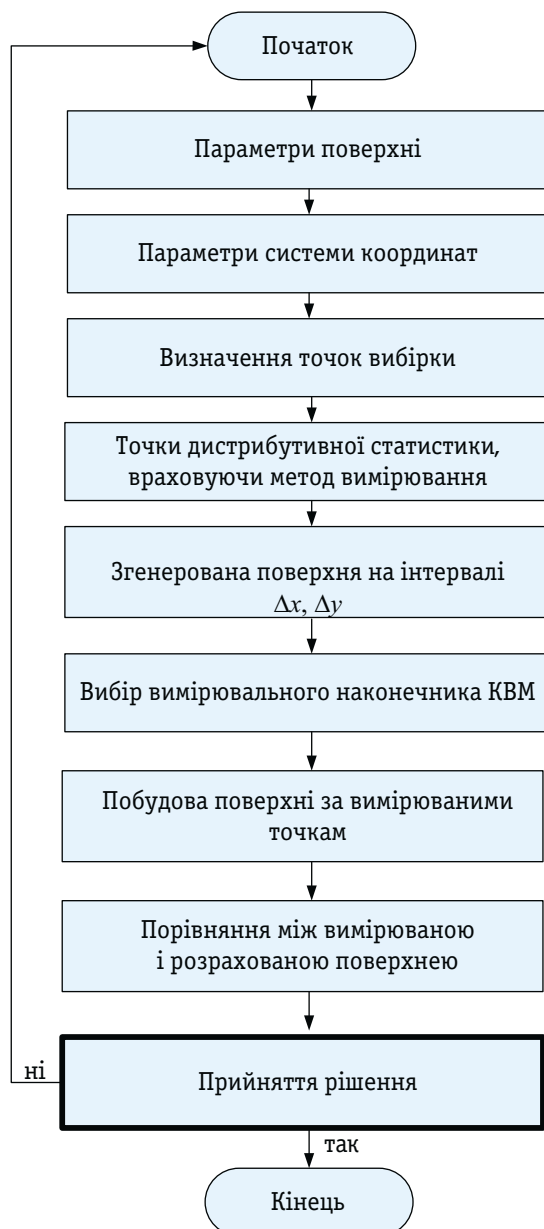 Початок
Параметри поверхні
Параметри системи координат
Визначення точок вибірки
Точки дистрибутивної статистики,
враховуючи метод вимірювання
Згенерована поверхня на інтервалі
Δx, Δy
Вибір вимірювального наконечника КВМ
Побудова поверхні за вимірюваними
точкам
Порівняння між вимірюваною
і розрахованою поверхнею
ні
Прийняття рішення
так
Кінець